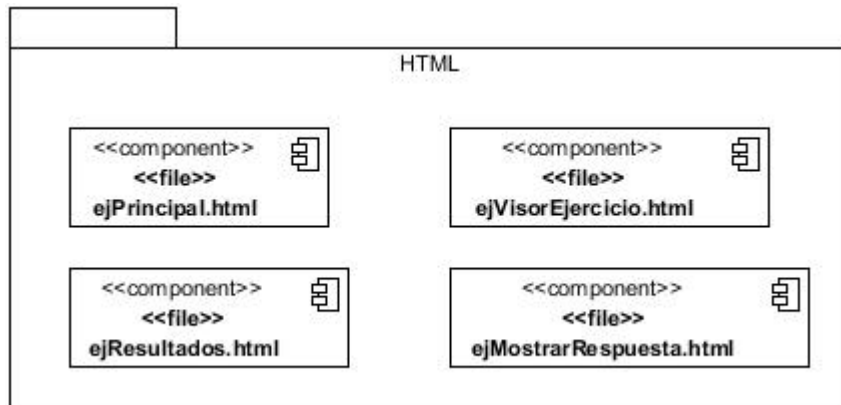 HTML
<<component>>
<<file>>
ejPrincipal.html
<<component>>
<<file>>
ejVisorEjercicio.html
<<component>>
<<file>>
ejResultados.html
<<component>>
<<file>>
ejMostrarRespuesta.html